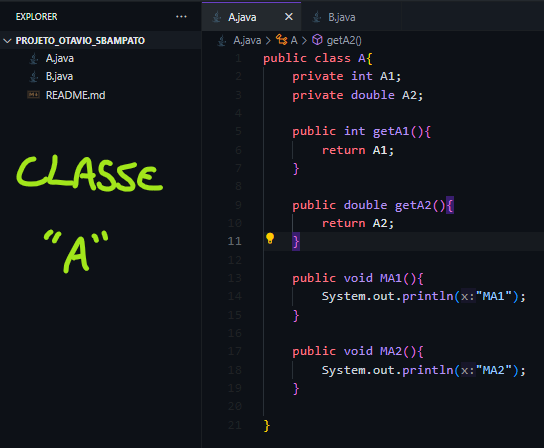 EXPLORER ...
PROJETO_OTAVIO_SBAMPATO
A.java
B.java
README.md
CLASSE
"A"
A.java × B.java
A.java > A > getA2()
1 public class A{
2 private int A1;
3 private double A2;
4
5 public int getA1(){
6 return A1;
7 }
8
9 public double getA2(){
10 return A2;
11 }
12
13 public void MA1(){
14 System.out.println(x:"MA1");
15 }
16
17 public void MA2(){
18 System.out.println(x:"MA2");
19 }
20
21 }